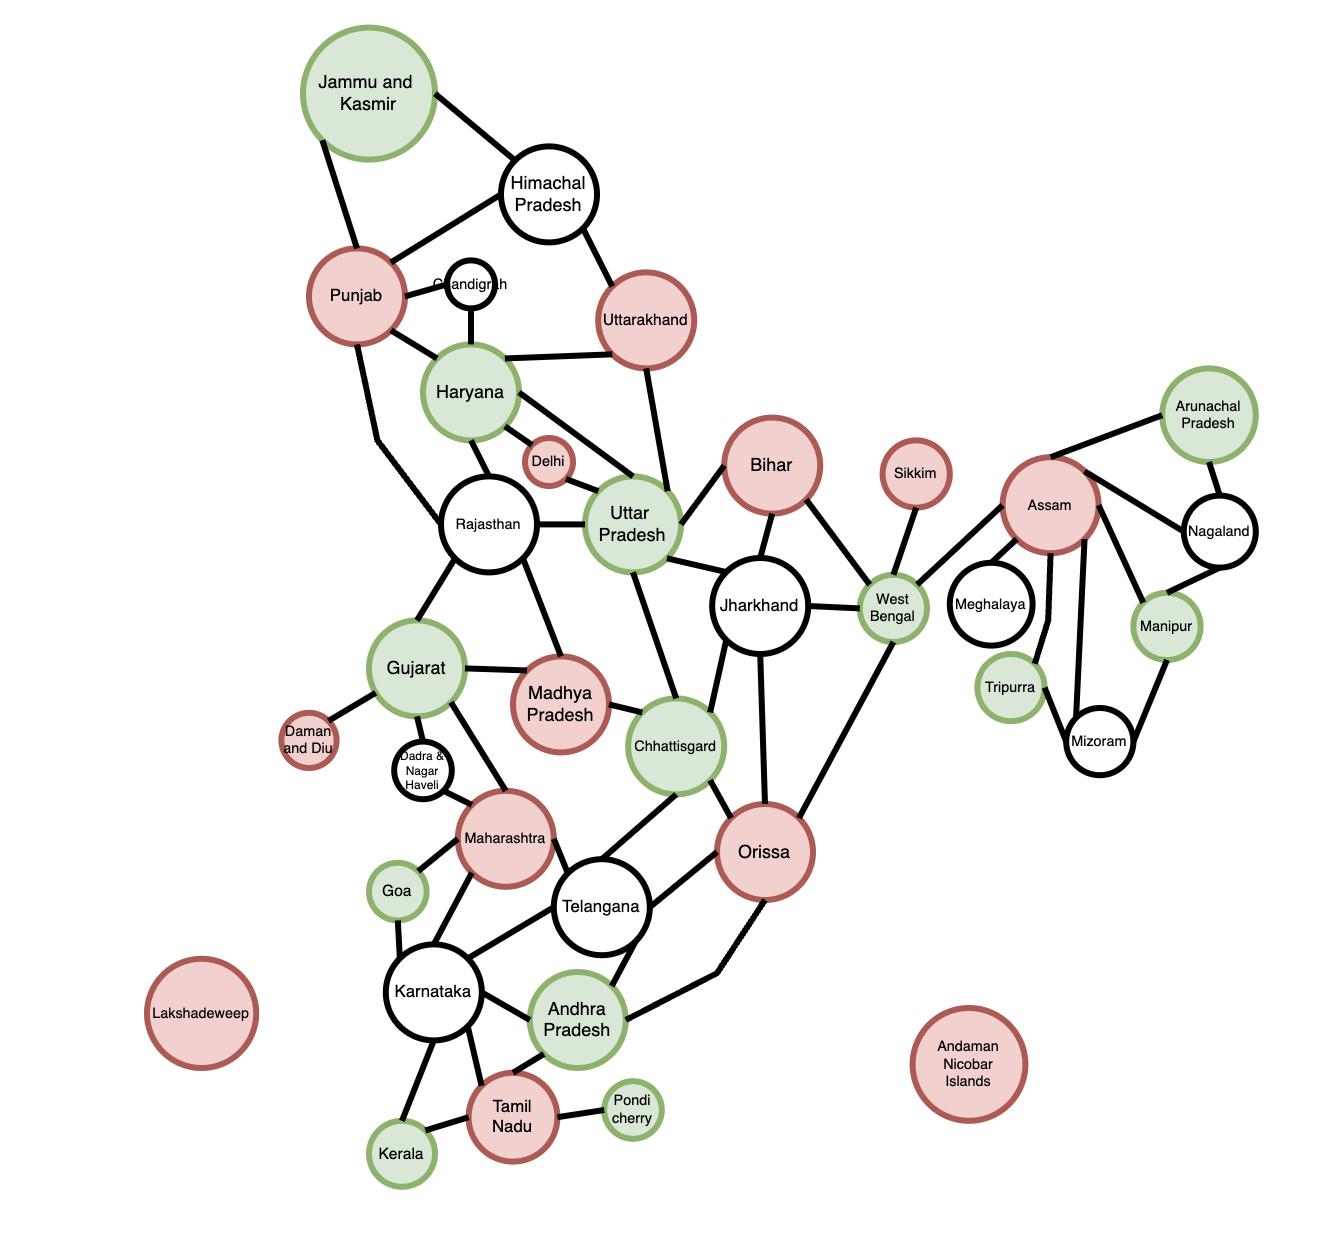 Jammu and
Kasmir
Himachal
Pradesh
Chandigrah
Punjab
Uttarakhand
Haryana
Arunachal
Pradesh
Delhi
Bihar
Sikkim
Assam
Rajasthan
Uttar
Pradesh
Nagaland
Jharkhand
West
Bengal
Meghalaya
Manipur
Gujarat
Madhya
Pradesh
Tripurra
Daman
and Diu
Chhattisgard
Mizoram
Dadra &
Nagar
Haveli
Maharashtra
Orissa
Goa
Telangana
Karnataka
Lakshadeweep
Andhra
Pradesh
Andaman
Nicobar
Islands
Tamil
Nadu
Pondi
cherry
Kerala